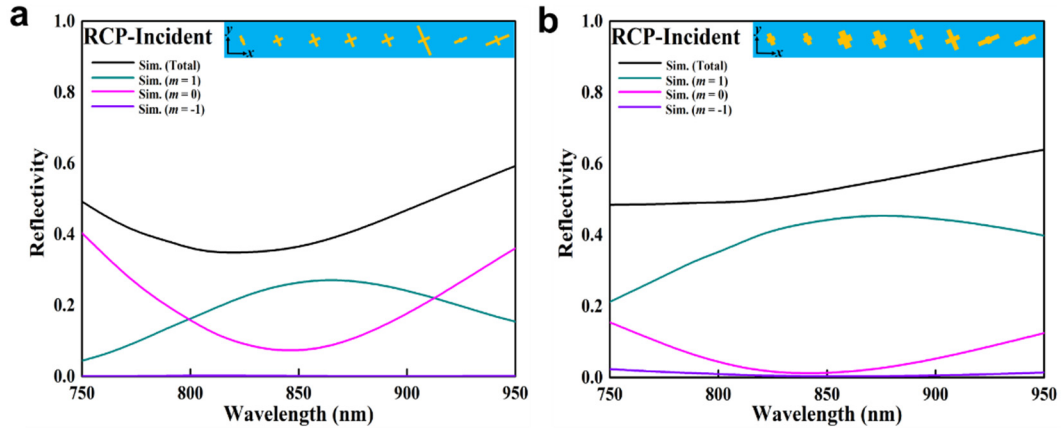 a
RCP-Incident
y
x
Sim. (Total)
Sim. (m = 1)
Sim. (m = 0)
Sim. (m = -1)
Reflectivity
1.0
0.8
0.6
0.4
0.2
0.0
750 800 850 900 950
Wavelength (nm)
b
RCP-Incident
y
x
Sim. (Total)
Sim. (m = 1)
Sim. (m = 0)
Sim. (m = -1)
Reflectivity
1.0
0.8
0.6
0.4
0.2
0.0
750 800 850 900 950
Wavelength (nm)